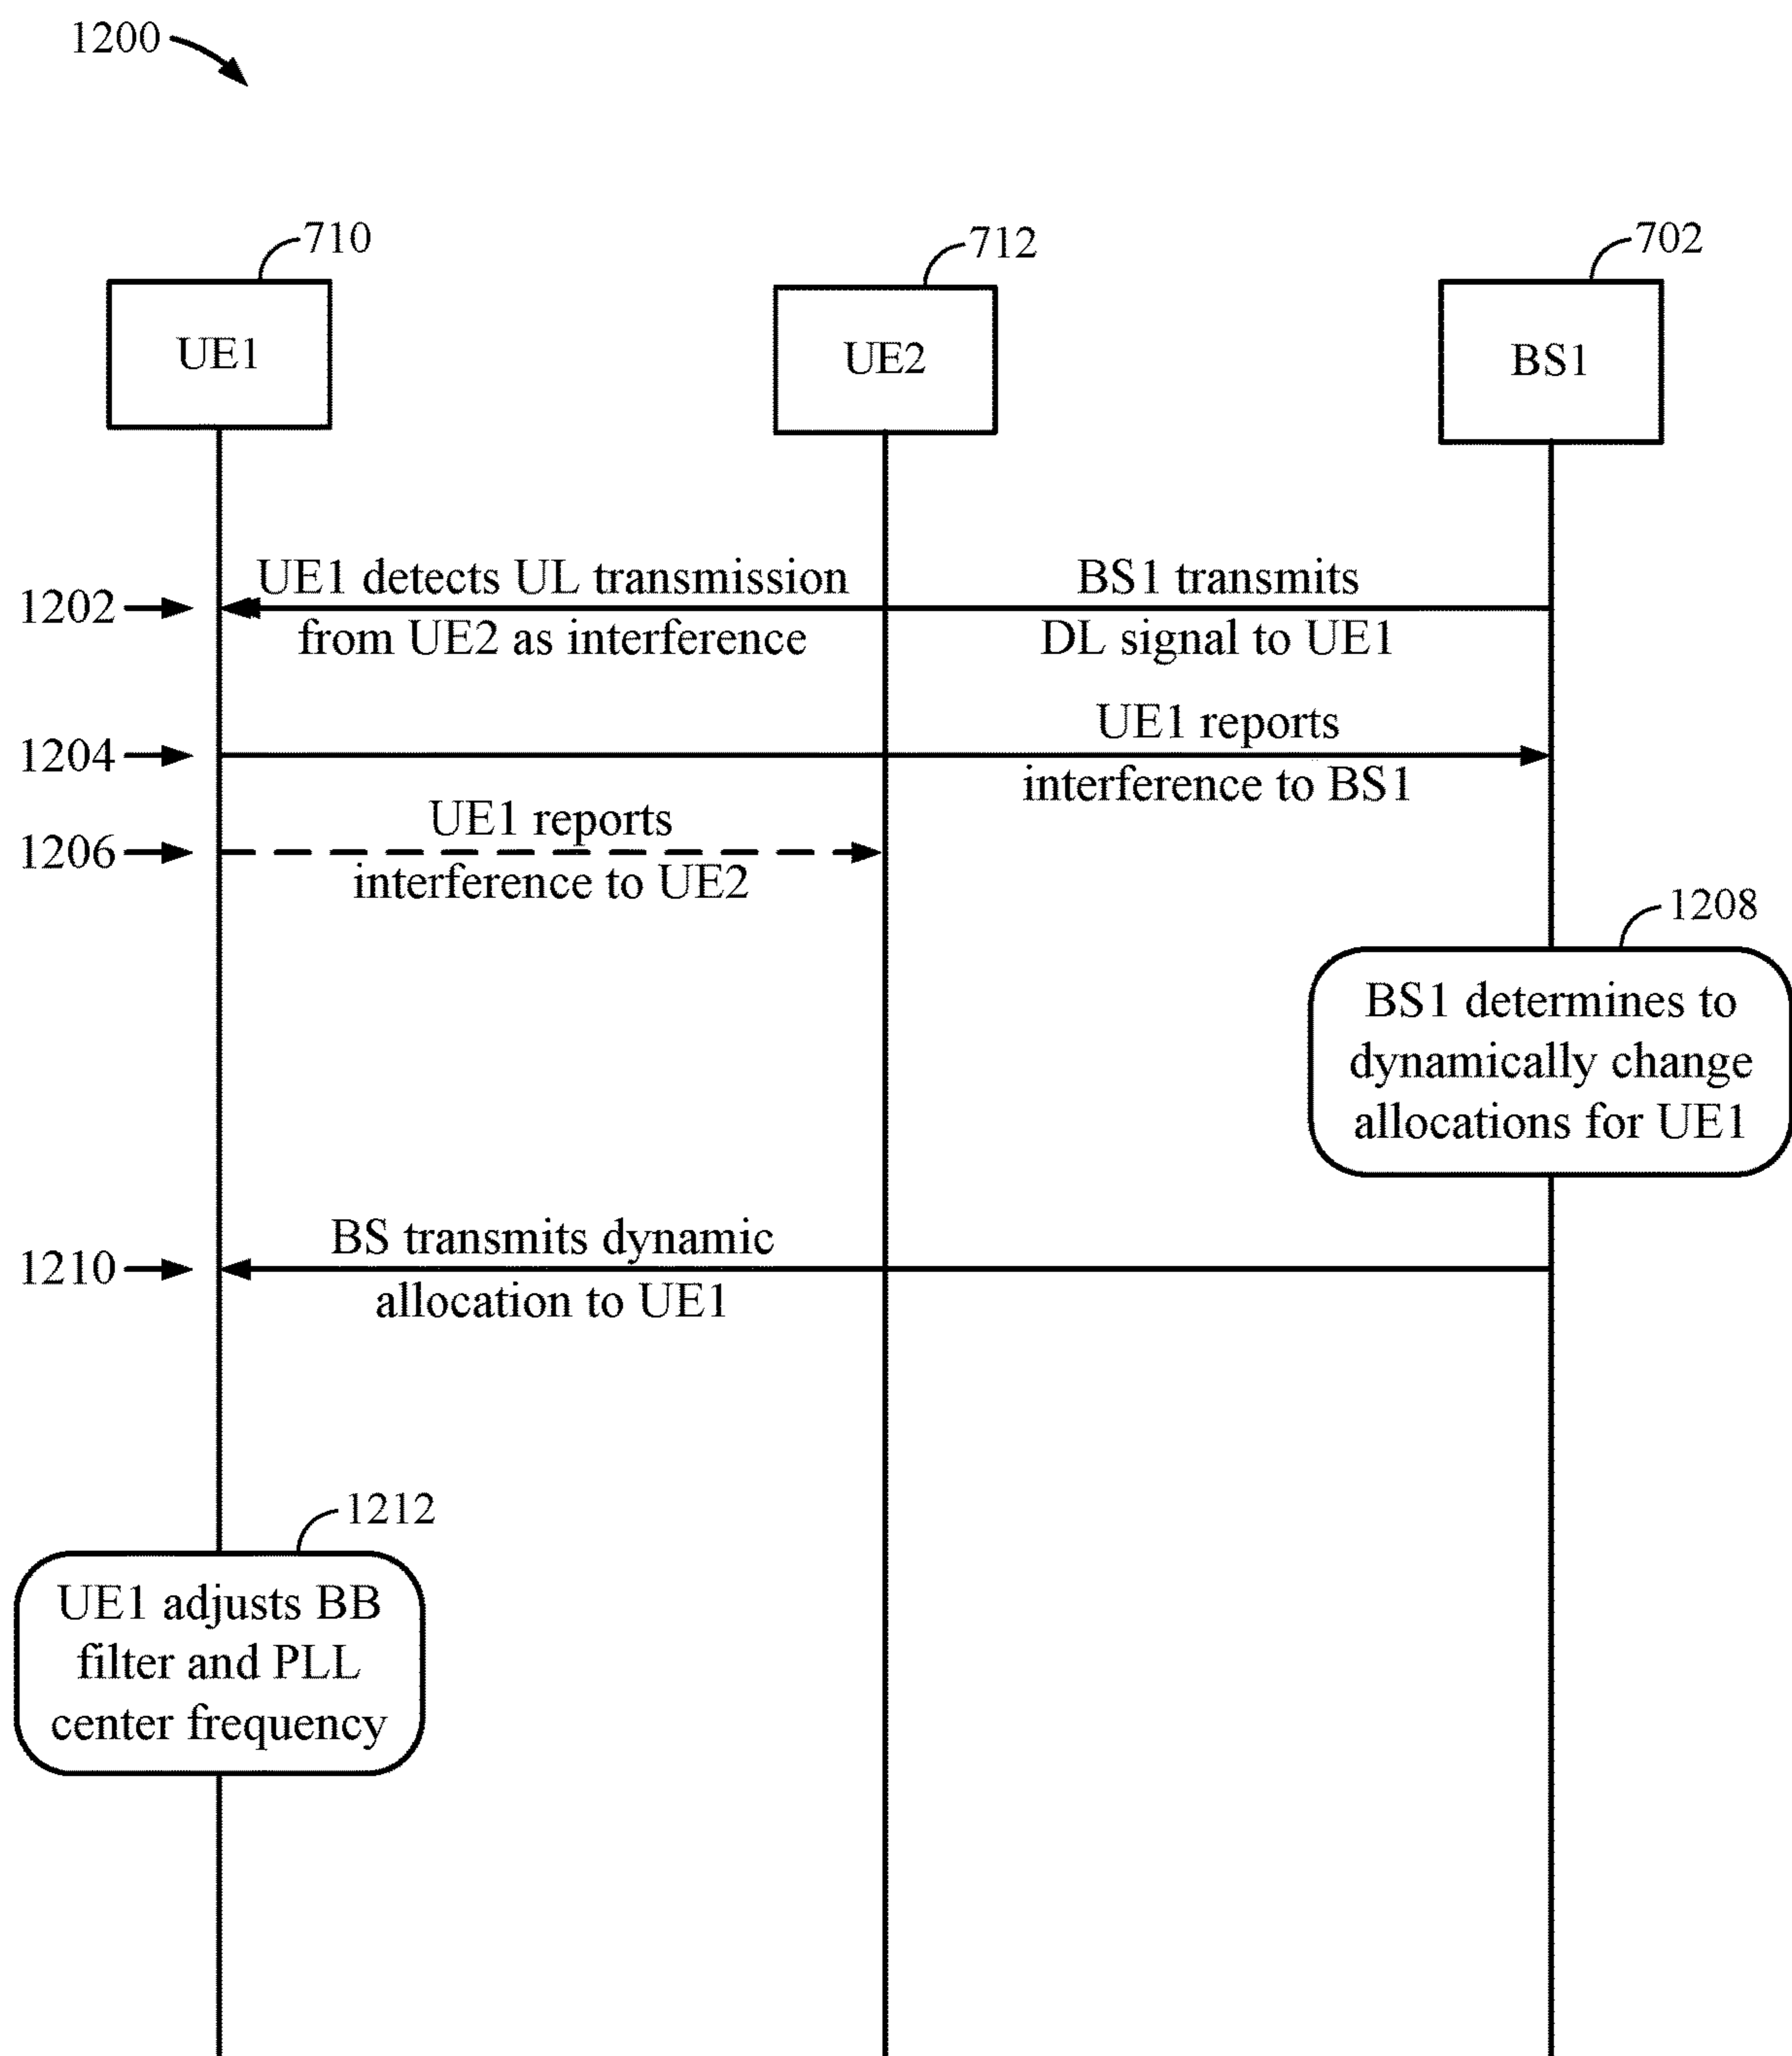 1200
710
712
702
UE1
UE2
BS1
UE1 detects UL transmission
from UE2 as interference
BS1 transmits
DL signal to UE1
1202
UE1 reports
interference to BS1
1204
UE1 reports
interference to UE2
1206
1208
BS1 determines to
dynamically change
allocations for UE1
BS transmits dynamic
allocation to UE1
1210
1212
UE1 adjusts BB
filter and PLL
center frequency